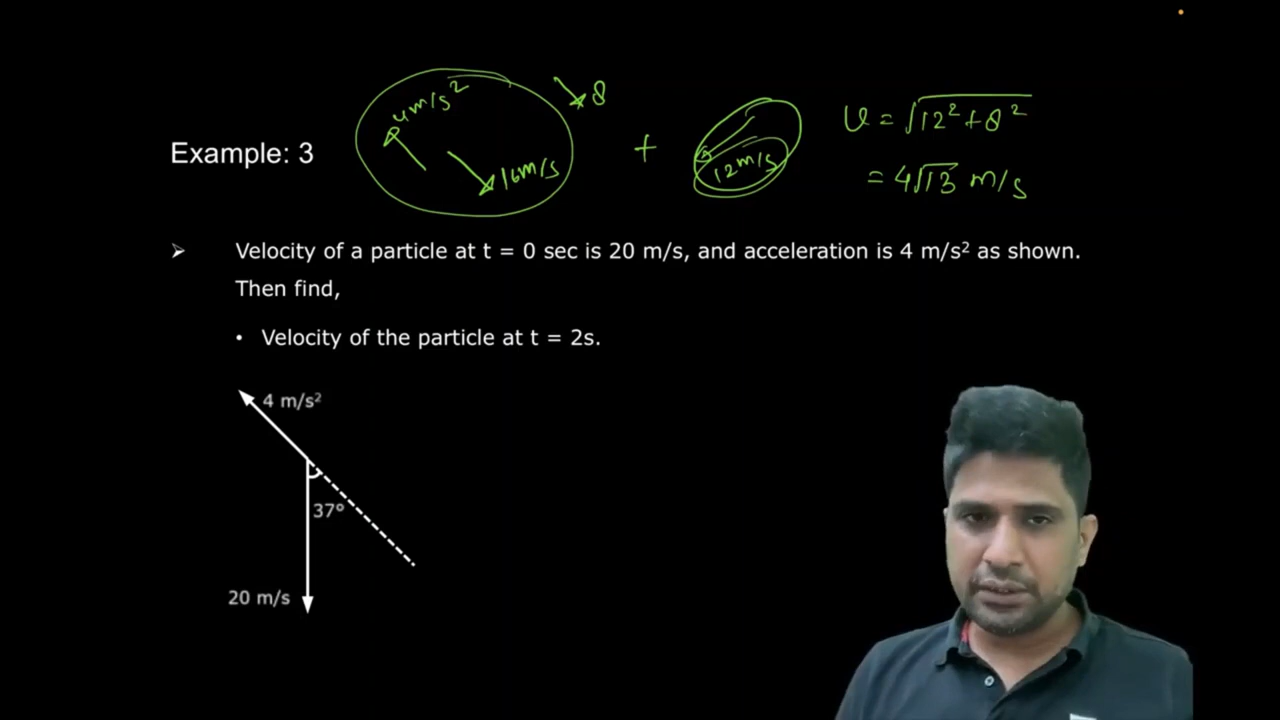 4m/s²
16m/s
8
+
12m/s
v = √12² + 8²
= 4√13 m/s
Example: 3
➢ Velocity of a particle at t = 0 sec is 20 m/s, and acceleration is 4 m/s² as shown.
Then find,
• Velocity of the particle at t = 2s.
4 m/s²
37°
20 m/s